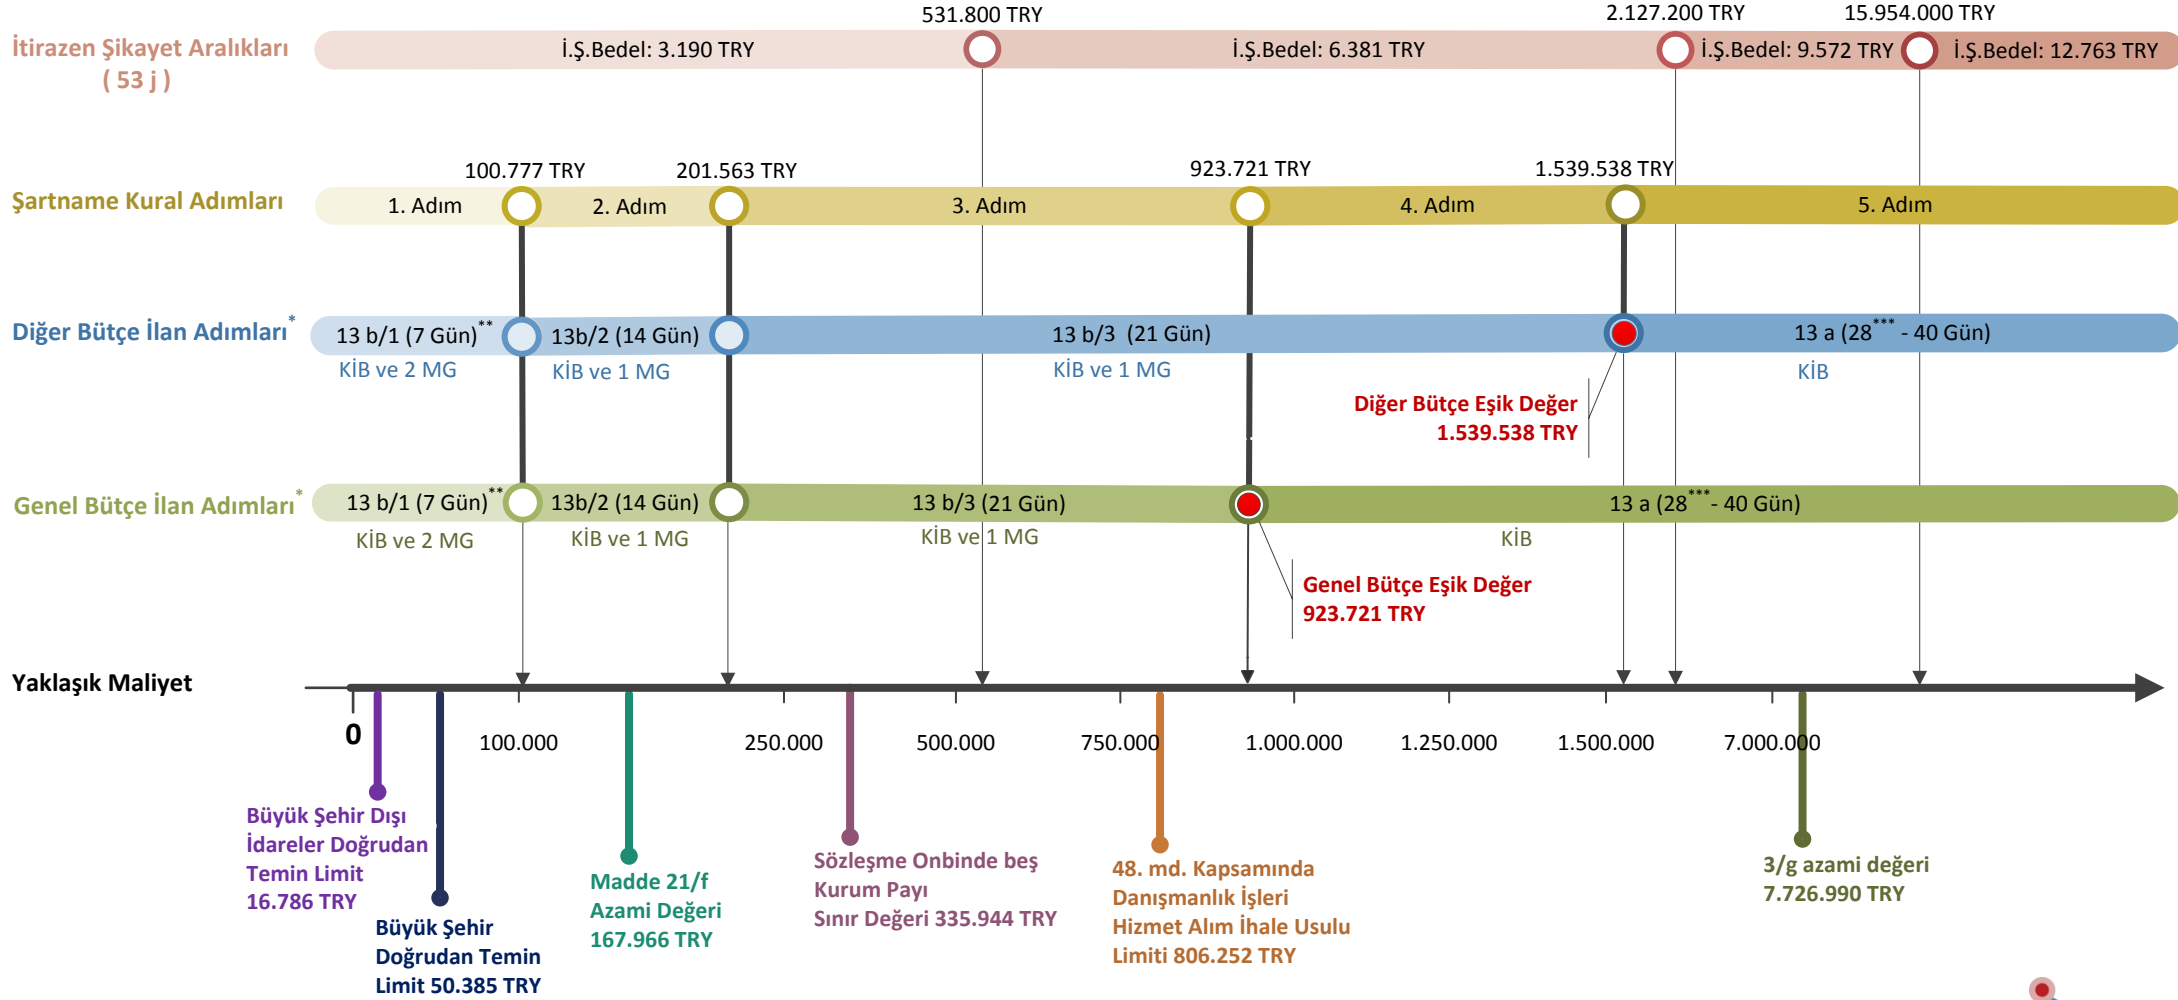 531.800 TRY
2.127.200 TRY
15.954.000 TRY
İtirazen Şikayet Aralıkları
( 53 j )
İ.Ş.Bedel: 3.190 TRY
İ.Ş.Bedel: 6.381 TRY
İ.Ş.Bedel: 9.572 TRY
İ.Ş.Bedel: 12.763 TRY
100.777 TRY
201.563 TRY
923.721 TRY
1.539.538 TRY
Şartname Kural Adımları
1. Adım
2. Adım
3. Adım
4. Adım
5. Adım
Diğer Bütçe İlan Adımları*
13 b/1 (7 Gün)**
13b/2 (14 Gün)
13 b/3 (21 Gün)
13 a (28*** - 40 Gün)
KİB ve 2 MG
KİB ve 1 MG
KİB ve 1 MG
KİB
Diğer Bütçe Eşik Değer
1.539.538 TRY
Genel Bütçe İlan Adımları*
13 b/1 (7 Gün)**
13b/2 (14 Gün)
13 b/3 (21 Gün)
13 a (28*** - 40 Gün)
KİB ve 2 MG
KİB ve 1 MG
KİB ve 1 MG
KİB
Genel Bütçe Eşik Değer
923.721 TRY
Yaklaşık Maliyet
0
100.000
250.000
500.000
750.000
1.000.000
1.250.000
1.500.000
7.000.000
Büyük Şehir Dışı
İdareler Doğrudan
Temin Limit
16.786 TRY
Büyük Şehir
Doğrudan Temin
Limit 50.385 TRY
Madde 21/f
Azami Değeri
167.966 TRY
Sözleşme Onbinde beş
Kurum Payı
Sınır Değeri 335.944 TRY
48. md. Kapsamında
Danışmanlık İşleri
Hizmet Alım İhale Usulu
Limiti 806.252 TRY
3/g azami değeri
7.726.990 TRY